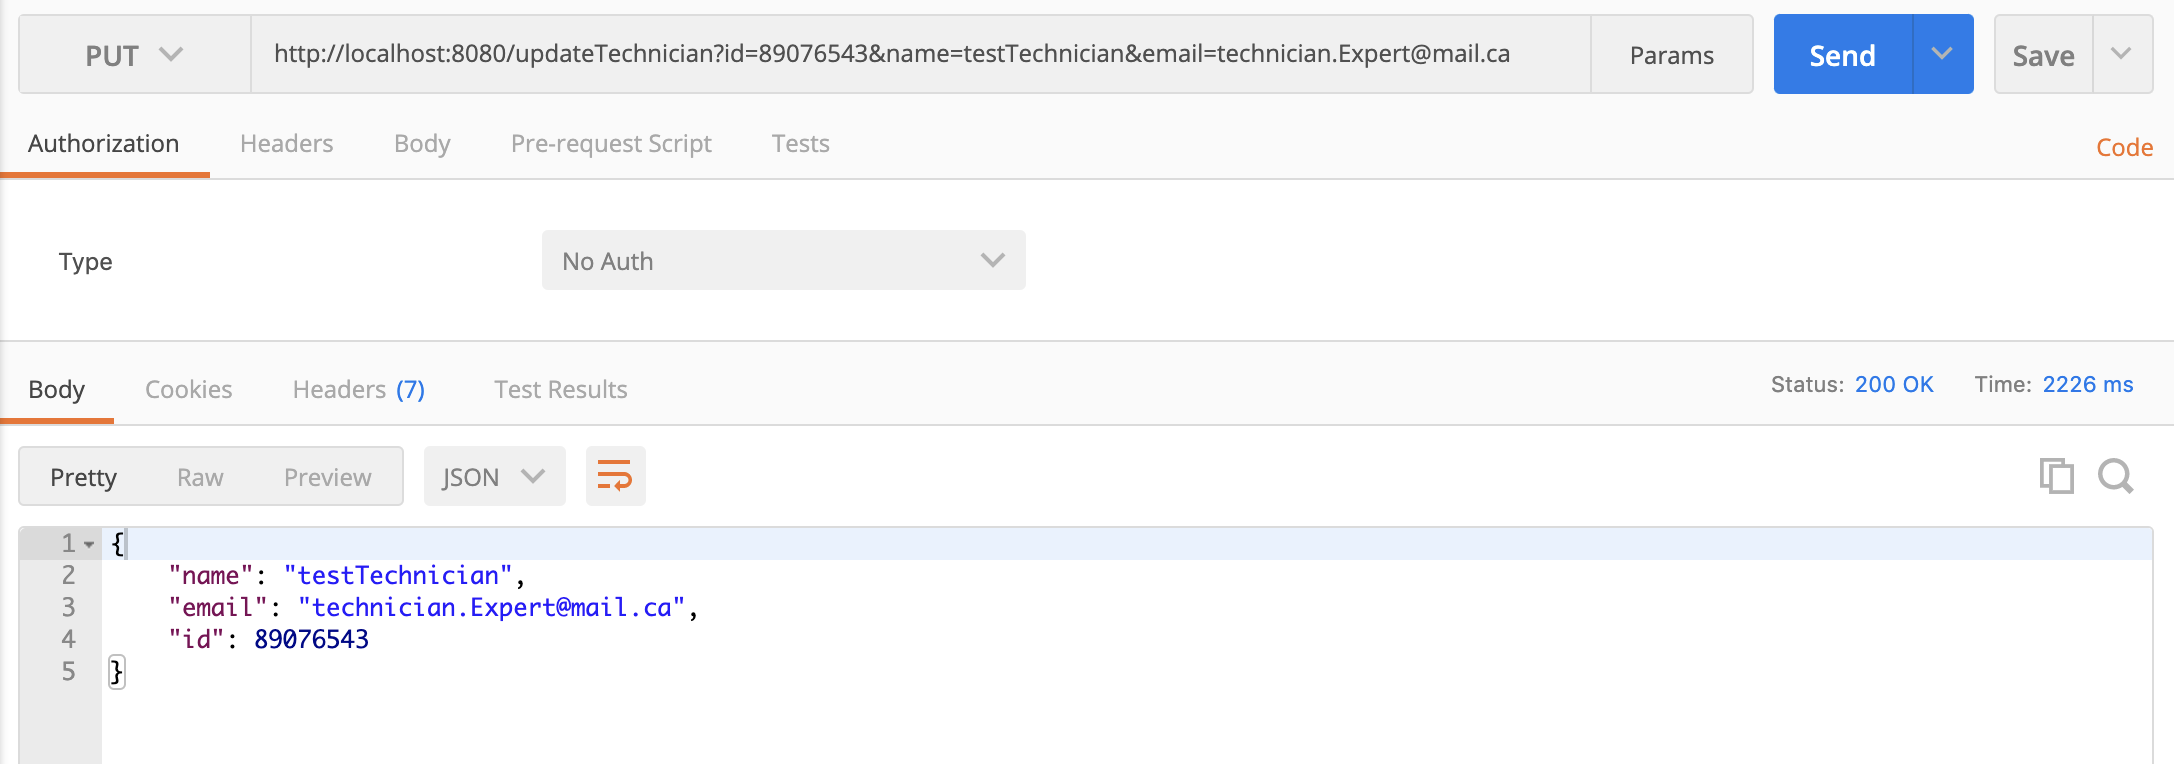 PUT http://localhost:8080/updateTechnician?id=89076543&name=testTechnician&email=technician.Expert@mail.ca Params Send Save
Authorization Headers Body Pre-request Script Tests Code
Type No Auth
Body Cookies Headers (7) Test Results Status: 200 OK Time: 2226 ms
Pretty Raw Preview JSON
1 {
2 "name": "testTechnician",
3 "email": "technician.Expert@mail.ca",
4 "id": 89076543
5 }